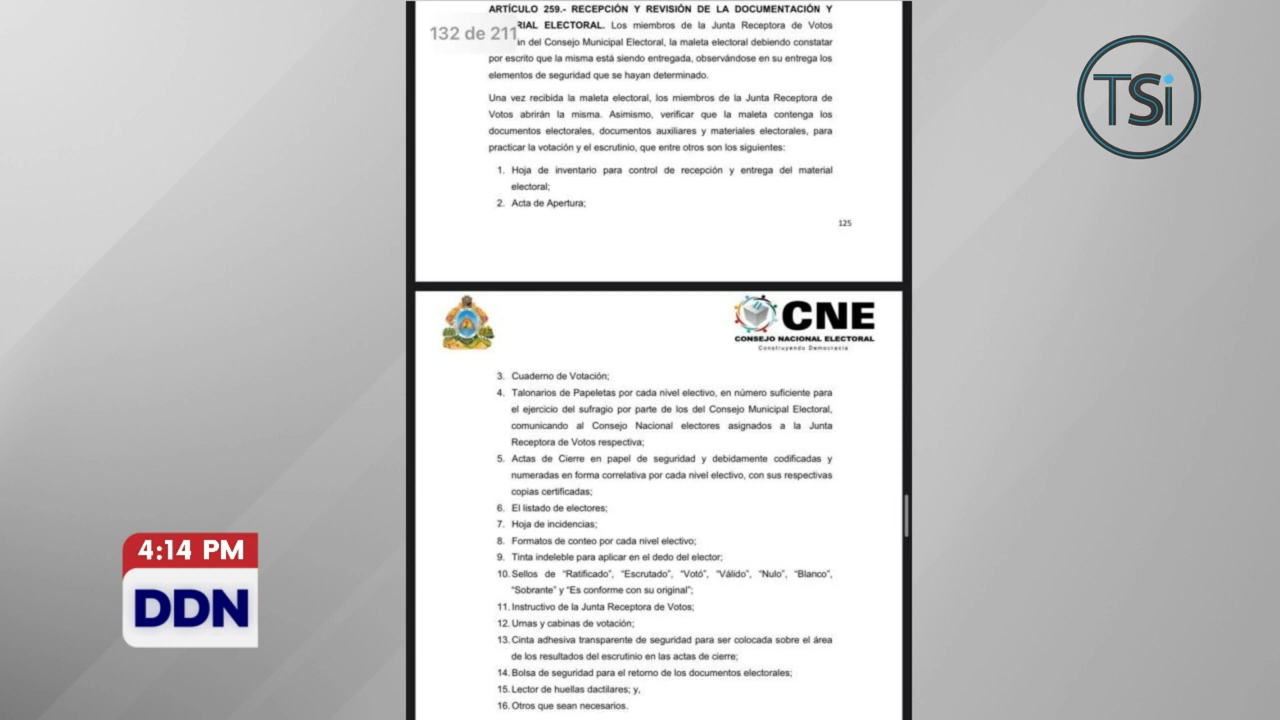 ARTÍCULO 259.- RECEPCIÓN Y REVISIÓN DE LA DOCUMENTACIÓN Y
RIAL ELECTORAL. Los miembros de la Junta Receptora de Votos
132 de 211
del Consejo Municipal Electoral, la maleta electoral debiendo constatar
por escrito que la misma está siendo entregada, observándose en su entrega los
elementos de seguridad que se hayan determinado.
Una vez recibida la maleta electoral, los miembros de la Junta Receptora de
Votos abrirán la misma. Asimismo, verificar que la maleta contenga los
documentos electorales, documentos auxiliares y materiales electorales, para
practicar la votación y el escrutinio, que entre otros son los siguientes:
1. Hoja de inventario para control de recepción y entrega del material
electoral;
2. Acta de Apertura;
125
CNE
CONSEJO NACIONAL ELECTORAL
Construyendo Democracia
3. Cuaderno de Votación;
4. Talonarios de Papeletas por cada nivel electivo, en número suficiente para
el ejercicio del sufragio por parte de los del Consejo Municipal Electoral,
comunicando al Consejo Nacional electores asignados a la Junta
Receptora de Votos respectiva;
5. Actas de Cierre en papel de seguridad y debidamente codificadas y
numeradas en forma correlativa por cada nivel electivo, con sus respectivas
copias certificadas;
6. El listado de electores;
7. Hoja de incidencias;
8. Formatos de conteo por cada nivel electivo;
9. Tinta indeleble para aplicar en el dedo del elector;
10. Sellos de “Ratificado”, “Escrutado”, “Votó”, “Válido”, “Nulo”, “Blanco”,
“Sobrante” y “Es conforme con su original”;
11. Instructivo de la Junta Receptora de Votos;
12. Urnas y cabinas de votación;
13. Cinta adhesiva transparente de seguridad para ser colocada sobre el área
de los resultados del escrutinio en las actas de cierre;
14. Bolsa de seguridad para el retorno de los documentos electorales;
15. Lector de huellas dactilares; y,
16. Otros que sean necesarios.
TSi
4:14 PM
DDN